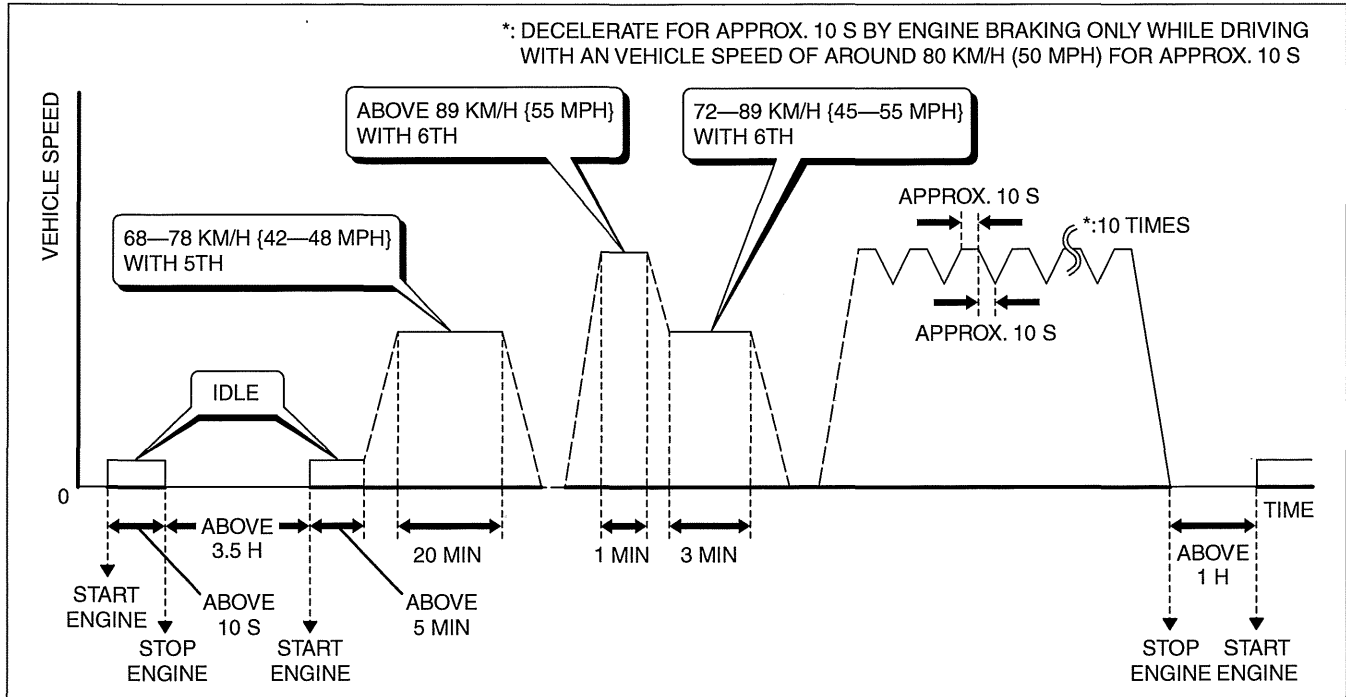 *: DECELERATE FOR APPROX. 10 S BY ENGINE BRAKING ONLY WHILE DRIVING
WITH AN VEHICLE SPEED OF AROUND 80 KM/H (50 MPH) FOR APPROX. 10 S
VEHICLE SPEED
ABOVE 89 KM/H {55 MPH}
WITH 6TH
72—89 KM/H {45—55 MPH}
WITH 6TH
68—78 KM/H {42—48 MPH}
WITH 5TH
APPROX. 10 S
*:10 TIMES
APPROX. 10 S
IDLE
0
TIME
ABOVE
3.5 H
20 MIN
1 MIN
3 MIN
ABOVE
1 H
START
ENGINE
ABOVE
10 S
ABOVE
5 MIN
STOP
ENGINE
START
ENGINE
STOP
ENGINE
START
ENGINE